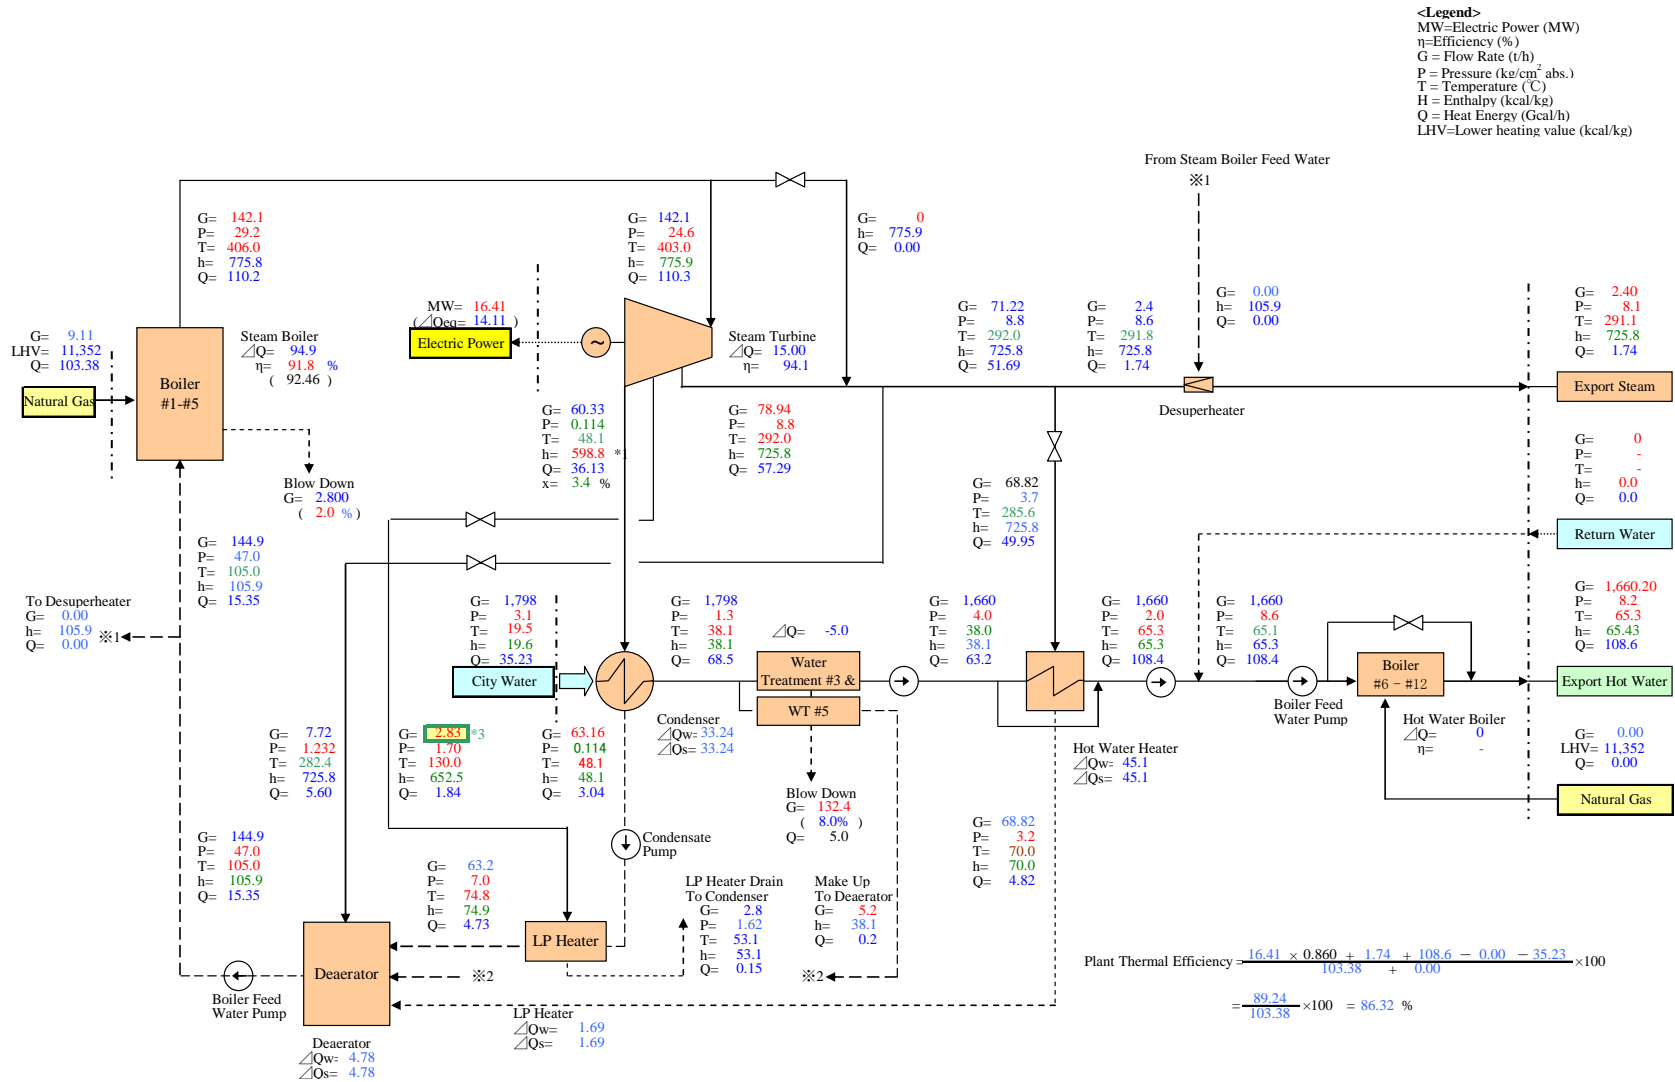 <Legend>
MW=Electric Power (MW)
η=Efficiency (%)
G = Flow Rate (t/h)
P = Pressure (kg/cm² abs.)
T = Temperature (℃)
H = Enthalpy (kcal/kg)
Q = Heat Energy (Gcal/h)
LHV=Lower heating value (kcal/kg)
From Steam Boiler Feed Water
※1
G= 142.1
P= 29.2
T= 406.0
h= 775.8
Q= 110.2
G= 142.1
P= 24.6
T= 403.0
h= 775.9
Q= 110.3
G= 0
h= 775.9
Q= 0.00
MW= 16.41
(⊿Qeq= 14.11 )
Electric Power
~
G= 9.11
LHV= 11,352
Q= 103.38
Natural Gas
Boiler
#1-#5
Steam Boiler
⊿Q= 94.9
η= 91.8 %
( 92.46 )
Steam Turbine
⊿Q= 15.00
η= 94.1
G= 71.22
P= 8.8
T= 292.0
h= 725.8
Q= 51.69
G= 2.4
P= 8.6
T= 291.8
h= 725.8
Q= 1.74
G= 0.00
h= 105.9
Q= 0.00
G= 2.40
P= 8.1
T= 291.1
h= 725.8
Q= 1.74
Export Steam
Desuperheater
G= 60.33
P= 0.114
T= 48.1
h= 598.8 *1
Q= 36.13
x= 3.4 %
G= 78.94
P= 8.8
T= 292.0
h= 725.8
Q= 57.29
G= 0
P= -
T= -
h= 0.0
Q= 0.0
Return Water
Blow Down
G= 2.800
( 2.0 % )
G= 68.82
P= 3.7
T= 285.6
h= 725.8
Q= 49.95
G= 144.9
P= 47.0
T= 105.0
h= 105.9
Q= 15.35
To Desuperheater
G= 0.00
h= 105.9 ※1
Q= 0.00
G= 1,798
P= 3.1
T= 19.5
h= 19.6
Q= 35.23
City Water
G= 1,798
P= 1.3
T= 38.1
h= 38.1
Q= 68.5
⊿Q= -5.0
Water
Treatment #3 &
WT #5
G= 1,660
P= 4.0
T= 38.0
h= 38.1
Q= 63.2
G= 1,660
P= 2.0
T= 65.3
h= 65.3
Q= 108.4
G= 1,660
P= 8.6
T= 65.1
h= 65.3
Q= 108.4
G= 1,660.20
P= 8.2
T= 65.3
h= 65.43
Q= 108.6
Export Hot Water
Boiler
#6 − #12
Boiler Feed
Water Pump
Hot Water Boiler
⊿Q= 0
η= -
G= 0.00
LHV= 11,352
Q= 0.00
Natural Gas
G= 7.72
P= 1.232
T= 282.4
h= 725.8
Q= 5.60
G= 2.83 *3
P= 1.70
T= 130.0
h= 652.5
Q= 1.84
G= 63.16
P= 0.114
T= 48.1
h= 48.1
Q= 3.04
Condenser
⊿Qw= 33.24
⊿Qs= 33.24
Hot Water Heater
⊿Qw= 45.1
⊿Qs= 45.1
Blow Down
G= 132.4
( 8.0% )
Q= 5.0
G= 68.82
P= 3.2
T= 70.0
h= 70.0
Q= 4.82
G= 144.9
P= 47.0
T= 105.0
h= 105.9
Q= 15.35
Condensate
Pump
G= 63.2
P= 7.0
T= 74.8
h= 74.9
Q= 4.73
LP Heater
LP Heater Drain
To Condenser
G= 2.8
P= 1.62
T= 53.1
h= 53.1
Q= 0.15
Make Up
To Deaerator
G= 5.2
h= 38.1
Q= 0.2
※2
Deaerator
※2
Boiler Feed
Water Pump
LP Heater
⊿Qw= 1.69
⊿Qs= 1.69
Deaerator
⊿Qw= 4.78
⊿Qs= 4.78
Plant Thermal Efficiency = 16.41 × 0.860 + 1.74 + 108.6 − 0.00 − 35.23 ×100
103.38 + 0.00
= 89.24 ×100 = 86.32 %
103.38